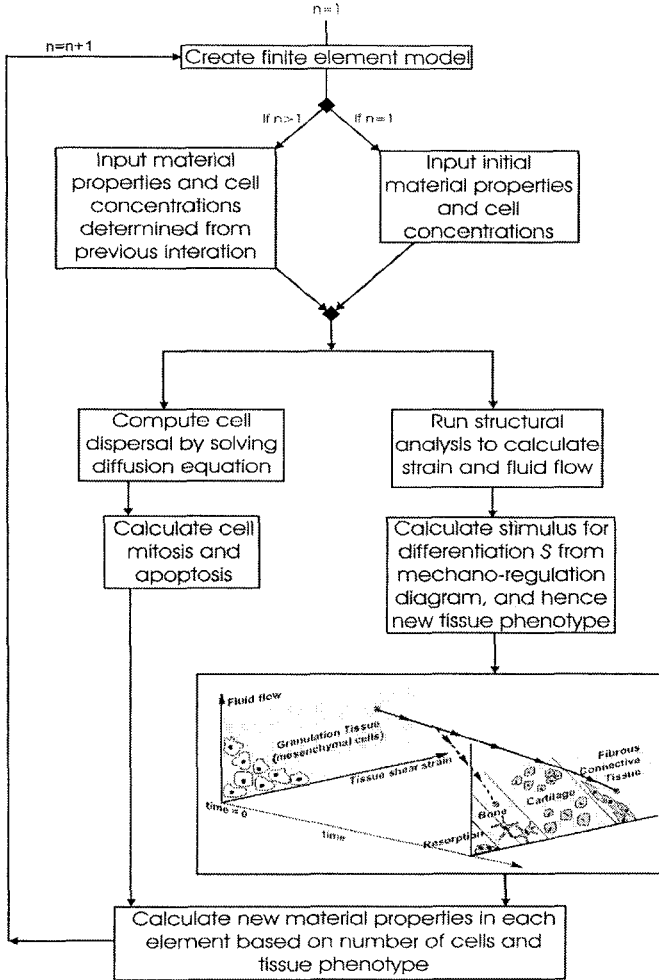 n=1
n=n+1
Create finite element model
If n>1
If n=1
Input material
properties and cell
concentrations
determined from
previous interation
Input initial
material properties
and cell
concentrations
Compute cell
dispersal by solving
diffusion equation
Run structural
analysis to calculate
strain and fluid flow
Calculate cell
mitosis and
apoptosis
Calculate stimulus for
differentiation S from
mechano-regulation
diagram, and hence
new tissue phenotype
Fluid flow
Granulation Tissue
(mesenchymal cells)
Tissue shear strain
time = 0
time
Fibrous
Connective
Tissue
Cartilage
Bone
Resorption
Calculate new material properties in each
element based on number of cells and
tissue phenotype